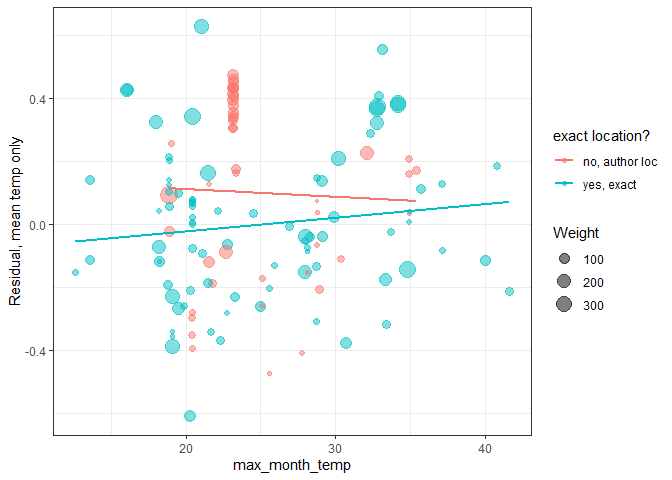 Residual, mean temp only
0.4
0.0
-0.4
20
30
40
max_month_temp
exact location?
no, author loc
yes, exact
Weight
100
200
300